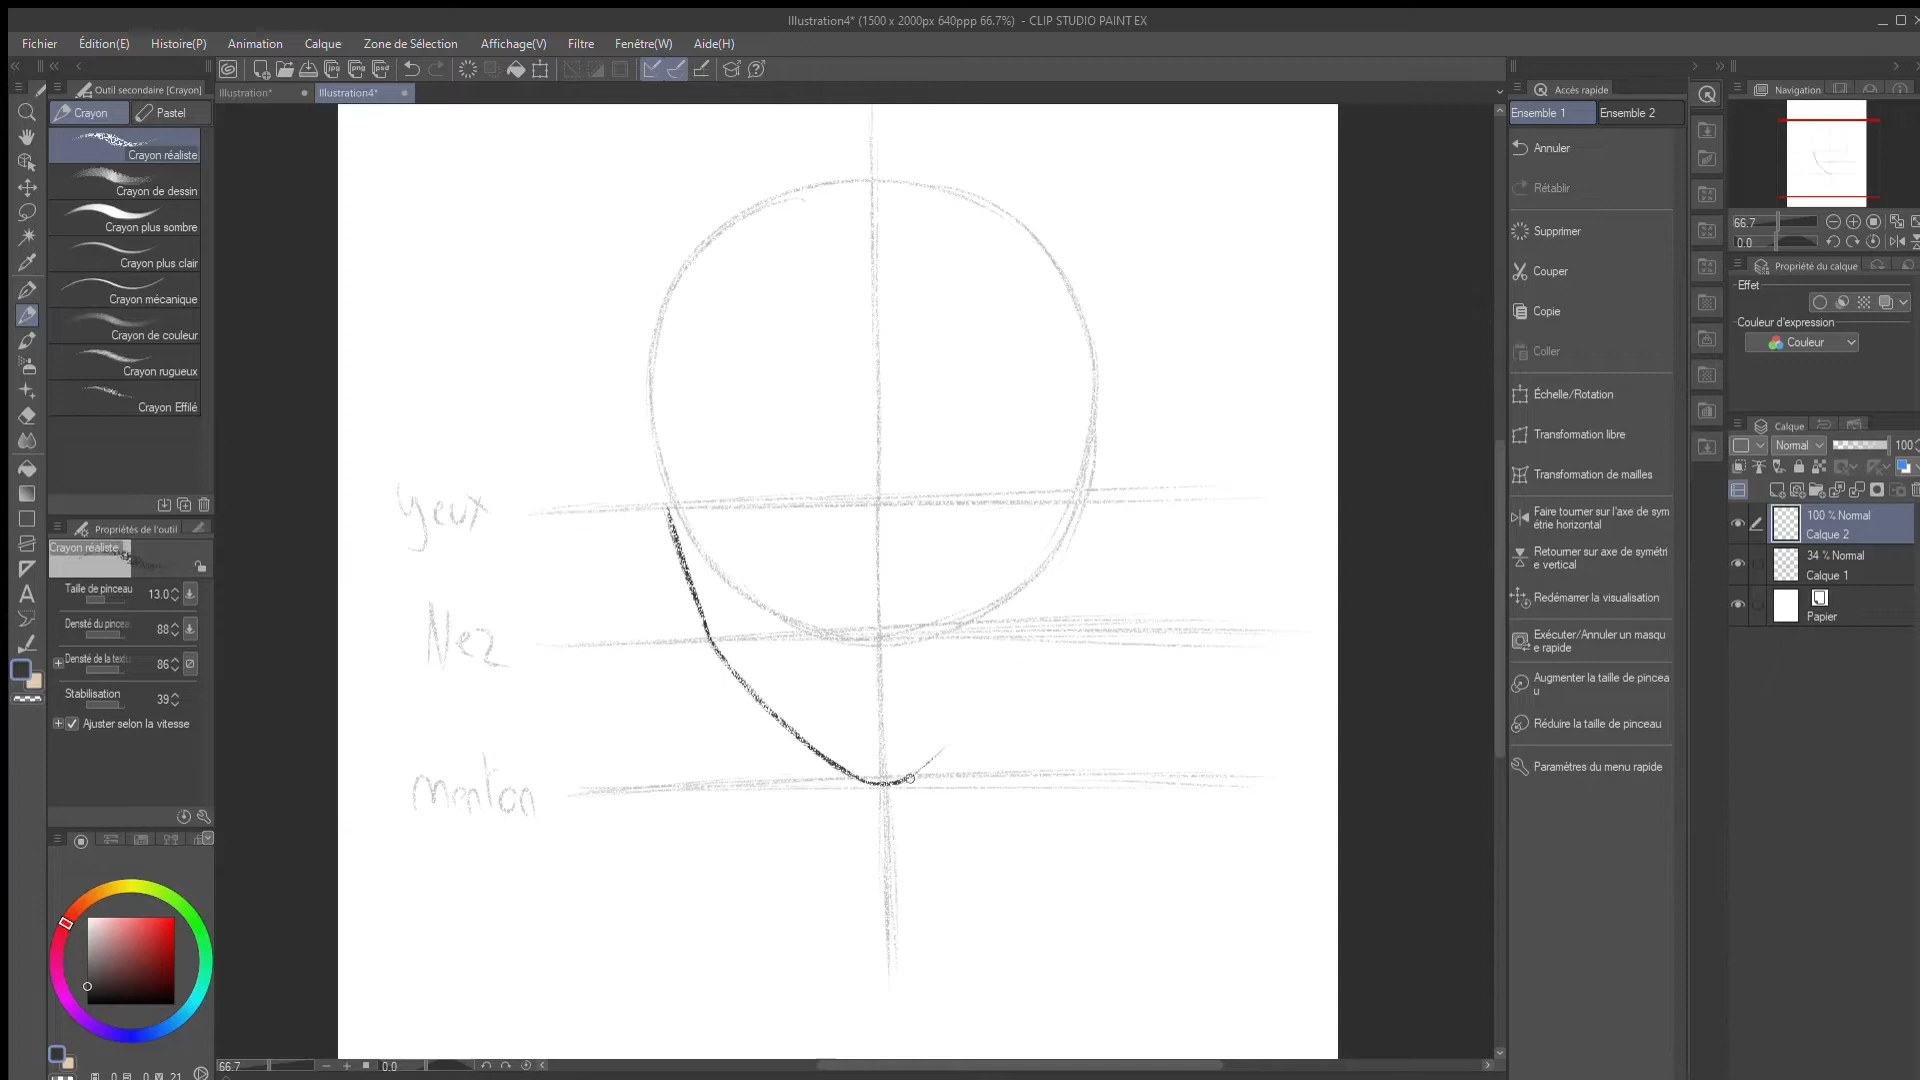 Illustration4* (1500 x 2000px 640ppp 66.7%) - CLIP STUDIO PAINT EX
Fichier Édition(E) Histoire(P) Animation Calque Zone de Sélection Affichage(V) Filtre Fenêtre(W) Aide(H)
Outil secondaire [Crayon]
Crayon Pastel
Crayon réaliste
Crayon de dessin
Crayon plus sombre
Crayon plus clair
Crayon mécanique
Crayon de couleur
Crayon rugueux
Crayon Effilé
Propriétés de l'outil
Crayon réaliste
Taille de pinceau 13.0
Densité du pincea 88
Densité de la textu 86
Stabilisation 39
Ajuster selon la vitesse
Illustration* Illustration4*
yeux
Nez
menton
66.7 0.0
Accès rapide
Ensemble 1 Ensemble 2
Annuler
Rétablir
Supprimer
Couper
Copie
Coller
Échelle/Rotation
Transformation libre
Transformation de mailles
Faire tourner sur l'axe de sym
étrie horizontal
Retourner sur axe de symétri
e vertical
Redémarrer la visualisation
Exécuter/Annuler un masqu
e rapide
Augmenter la taille de pincea
u
Réduire la taille de pinceau
Paramètres du menu rapide
Navigation
66.7
0.0
Propriété du calque
Effet
Couleur d'expression
Couleur
Calque
Normal 100
100 % Normal
Calque 2
34 % Normal
Calque 1
Papier